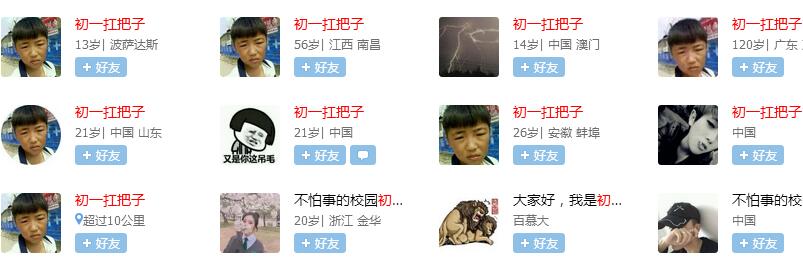 初一扛把子
13岁| 波萨达斯
+ 好友
初一扛把子
56岁| 江西 南昌
+ 好友
初一扛把子
14岁| 中国 澳门
+ 好友
初一扛把子
120岁| 广东
+ 好友
初一扛把子
21岁| 中国 山东
+ 好友
又是你这吊毛
初一扛把子
21岁| 中国
+ 好友
初一扛把子
26岁| 安徽 蚌埠
+ 好友
初一扛把子
中国
+ 好友
初一扛把子
超过10公里
+ 好友
不怕事的校园初...
20岁| 浙江 金华
+ 好友
大家好，我是初...
百慕大
+ 好友
不怕事的校
中国
+ 好友